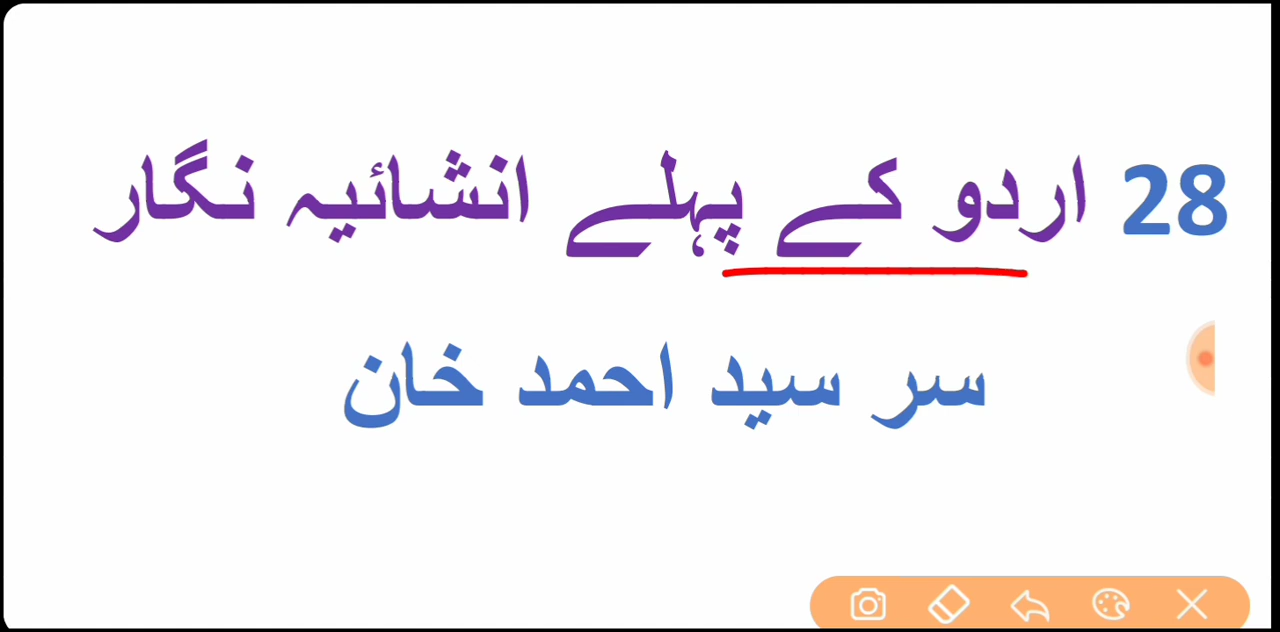 28 اردو کے پہلے انشائیہ نگار
سر سید احمد خان